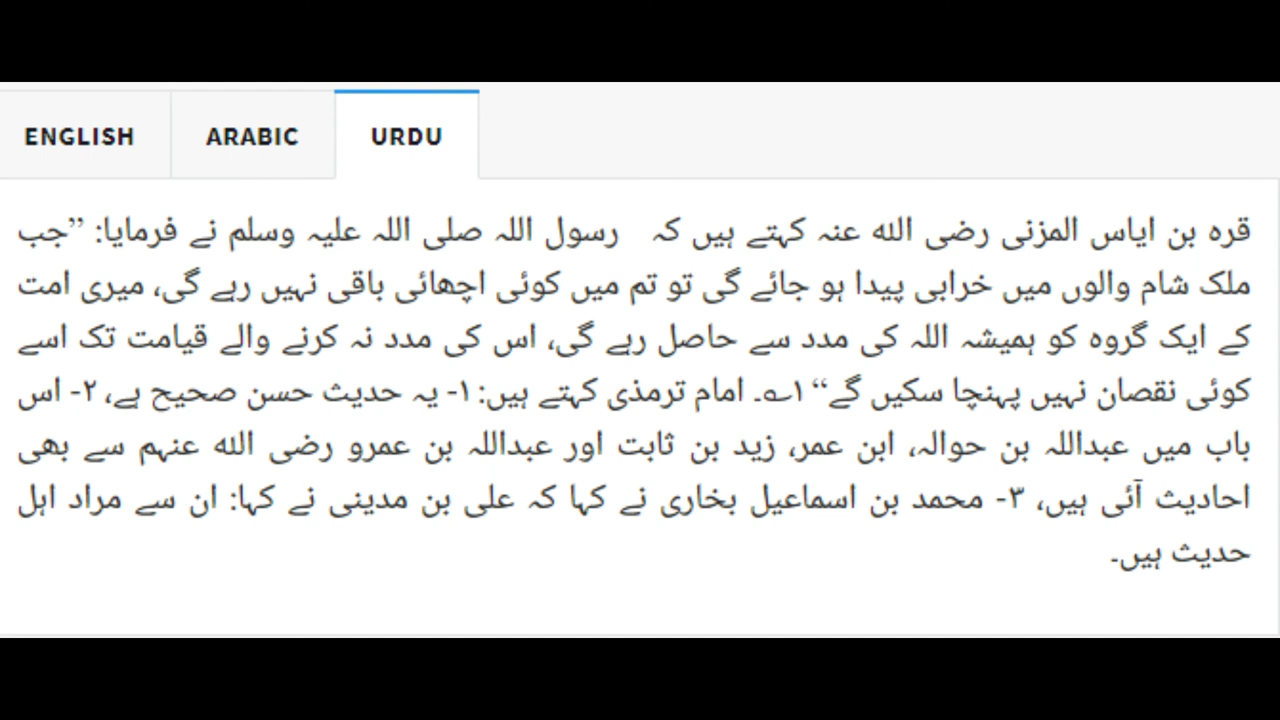 ENGLISH ARABIC URDU
قرہ بن ایاس المزنی رضی الله عنہ کہتے ہیں کہ رسول اللہ صلی اللہ علیہ وسلم نے فرمایا: ”جب
ملک شام والوں میں خرابی پیدا ہو جائے گی تو تم میں کوئی اچھائی باقی نہیں رہے گی، میری امت
کے ایک گروہ کو ہمیشہ اللہ کی مدد سے حاصل رہے گی، اس کی مدد نہ کرنے والے قیامت تک اسے
کوئی نقصان نہیں پہنچا سکیں گے“ ۱؎۔ امام ترمذی کہتے ہیں: ۱- یہ حدیث حسن صحیح ہے، ۲- اس
باب میں عبداللہ بن حوالہ، ابن عمر، زید بن ثابت اور عبداللہ بن عمرو رضی الله عنہم سے بھی
احادیث آئی ہیں، ۳- محمد بن اسماعیل بخاری نے کہا کہ علی بن مدینی نے کہا: ان سے مراد اہل
حدیث ہیں۔